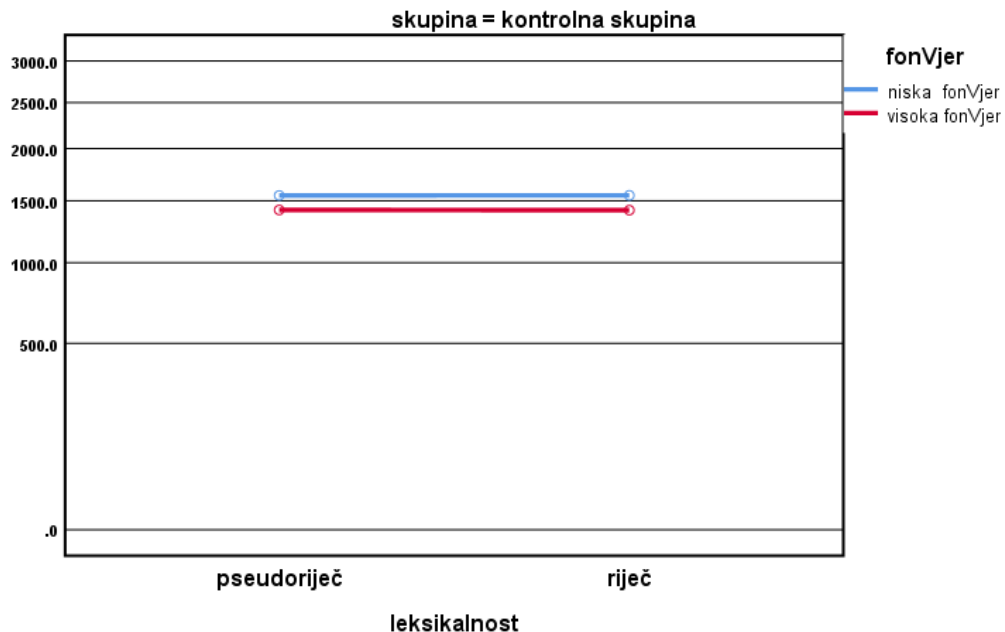 skupina = kontrolna skupina
3000.0
2500.0
2000.0
1500.0
1000.0
500.0
.0
fonVjer
niska fonVjer
visoka fonVjer
pseudoriječ riječ
leksikalnost